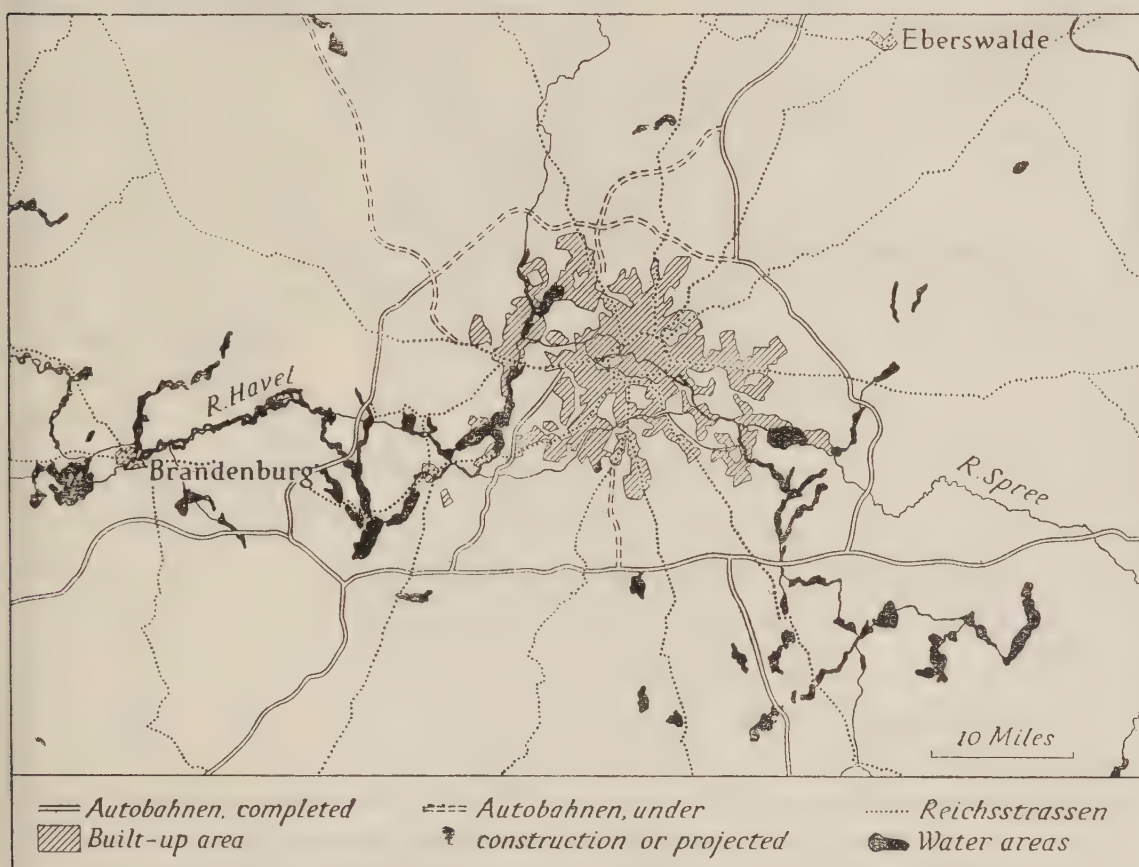 Eberswalde
R. Havel
Brandenburg
R. Spree
10 Miles
Autobahnen, completed
Autobahnen, under
construction or projected
Reichsstrassen
Built-up area
Water areas